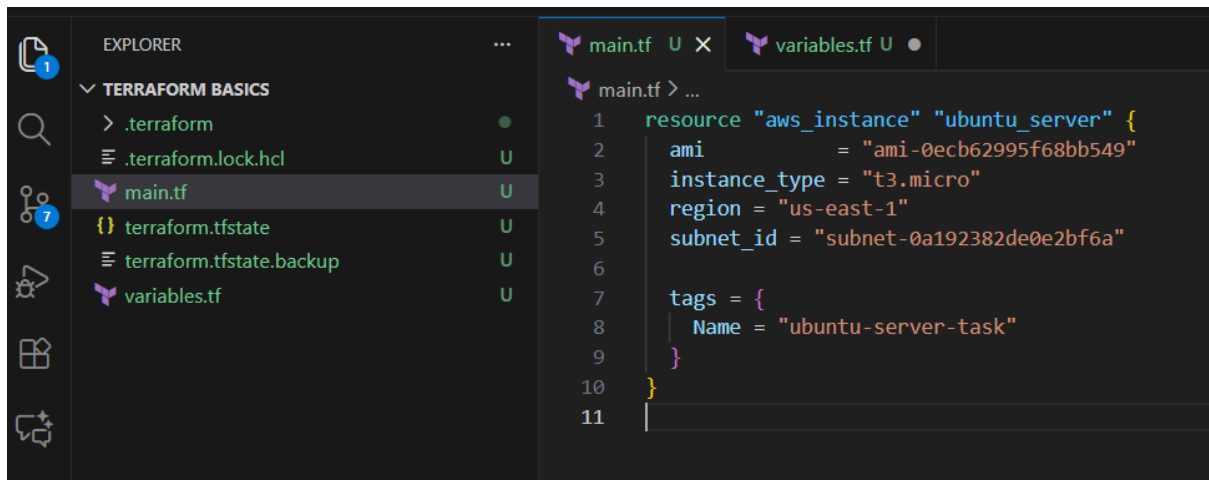 EXPLORER ...
TERRAFORM BASICS
.terraform
.terraform.lock.hcl U
main.tf U
terraform.tfstate U
terraform.tfstate.backup U
variables.tf U
1
7
main.tf U
variables.tf U
main.tf > ...
1 resource "aws_instance" "ubuntu_server" {
2   ami           = "ami-0ecb62995f68bb549"
3   instance_type = "t3.micro"
4   region = "us-east-1"
5   subnet_id = "subnet-0a192382de0e2bf6a"
6
7   tags = {
8     Name = "ubuntu-server-task"
9   }
10 }
11